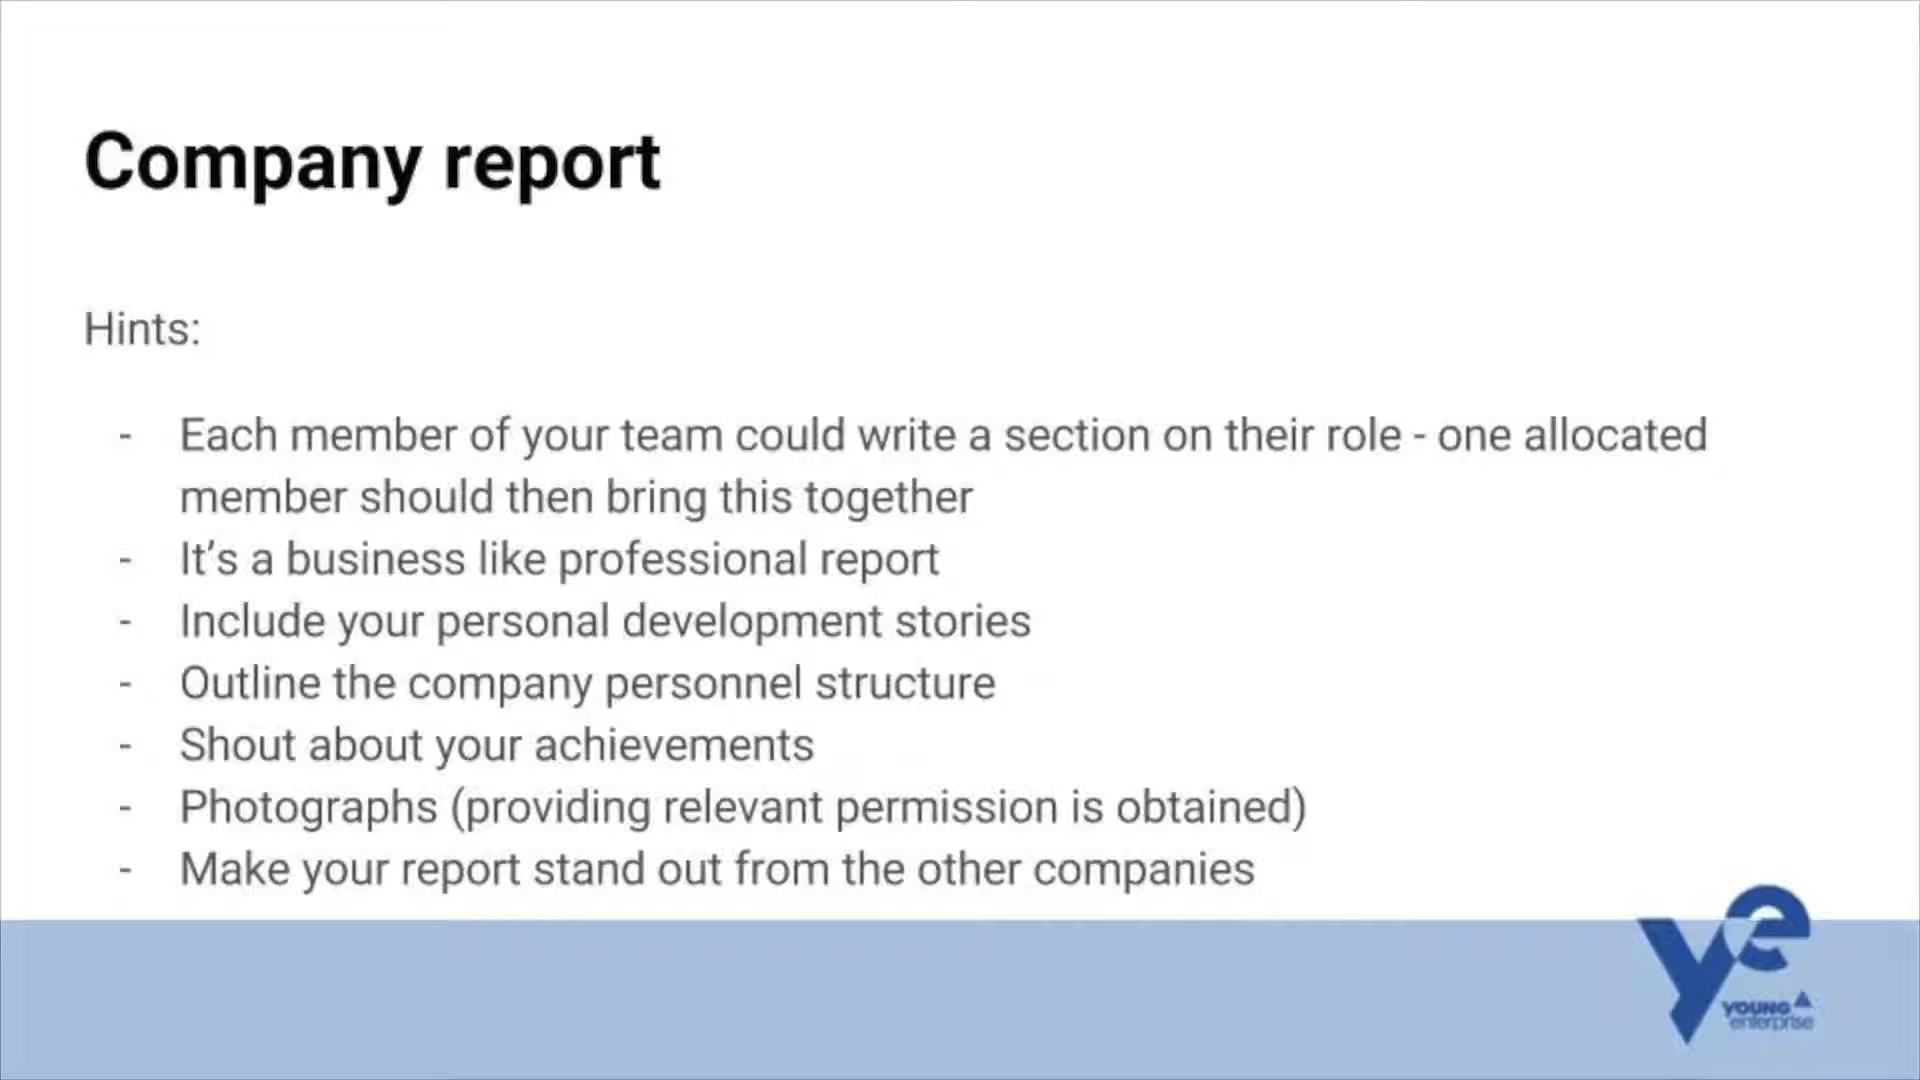 Company report
Hints:
- Each member of your team could write a section on their role - one allocated
member should then bring this together
- It’s a business like professional report
- Include your personal development stories
- Outline the company personnel structure
- Shout about your achievements
- Photographs (providing relevant permission is obtained)
- Make your report stand out from the other companies
ye
YOUNG
enterprise